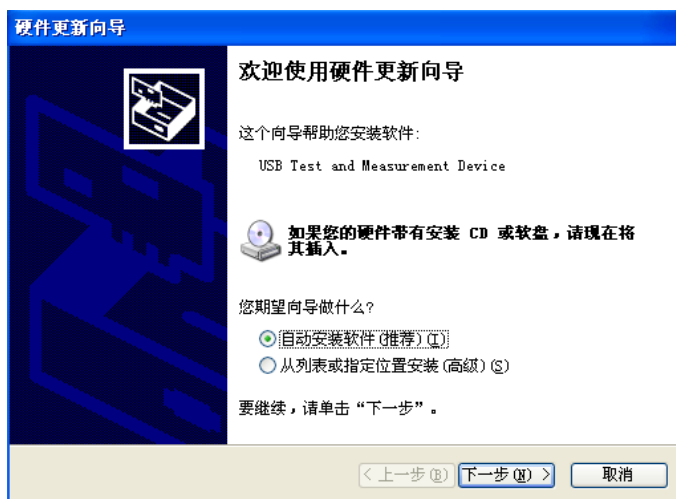 硬件更新向导
欢迎使用硬件更新向导
这个向导帮助您安装软件:
USB Test and Measurement Device
如果您的硬件带有安装 CD 或软盘，请现在将
其插入。
您期望向导做什么?
自动安装软件(推荐)(I)
从列表或指定位置安装(高级)(S)
要继续，请单击“下一步”。
< 上一步(B) 下一步(N) > 取消